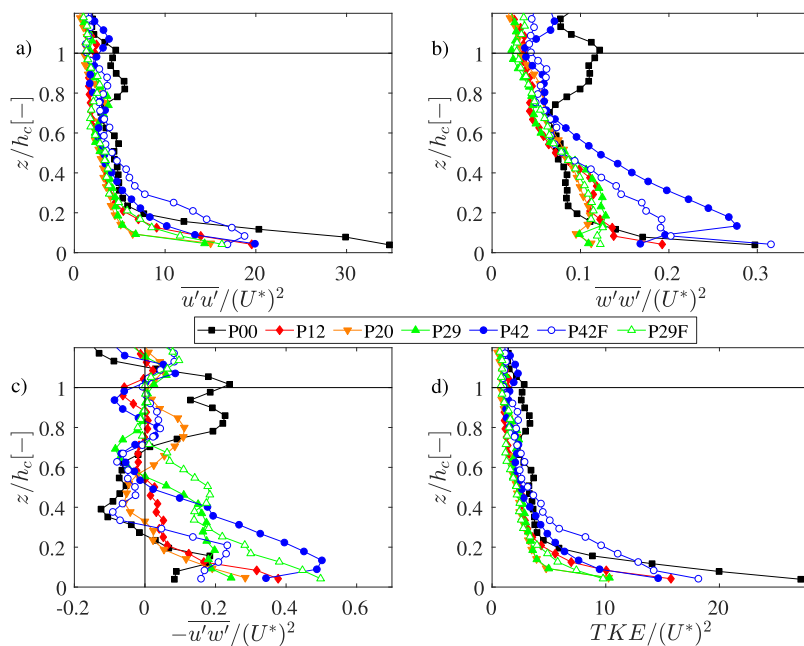 a)
1
0.8
0.6
0.4
0.2
0
z/h_c[−]
0 10 20 30
\overline{u'u'}/(U*)²
b)
1
0.8
0.6
0.4
0.2
0
z/h_c[−]
0 0.1 0.2 0.3
\overline{w'w'}/(U*)²
P00 P12 P20 P29 P42 P42F P29F
c)
1
0.8
0.6
0.4
0.2
0
z/h_c[−]
-0.2 0 0.2 0.4 0.6
−\overline{u'w'}/(U*)²
d)
1
0.8
0.6
0.4
0.2
0
z/h_c[−]
0 10 20
TKE/(U*)²